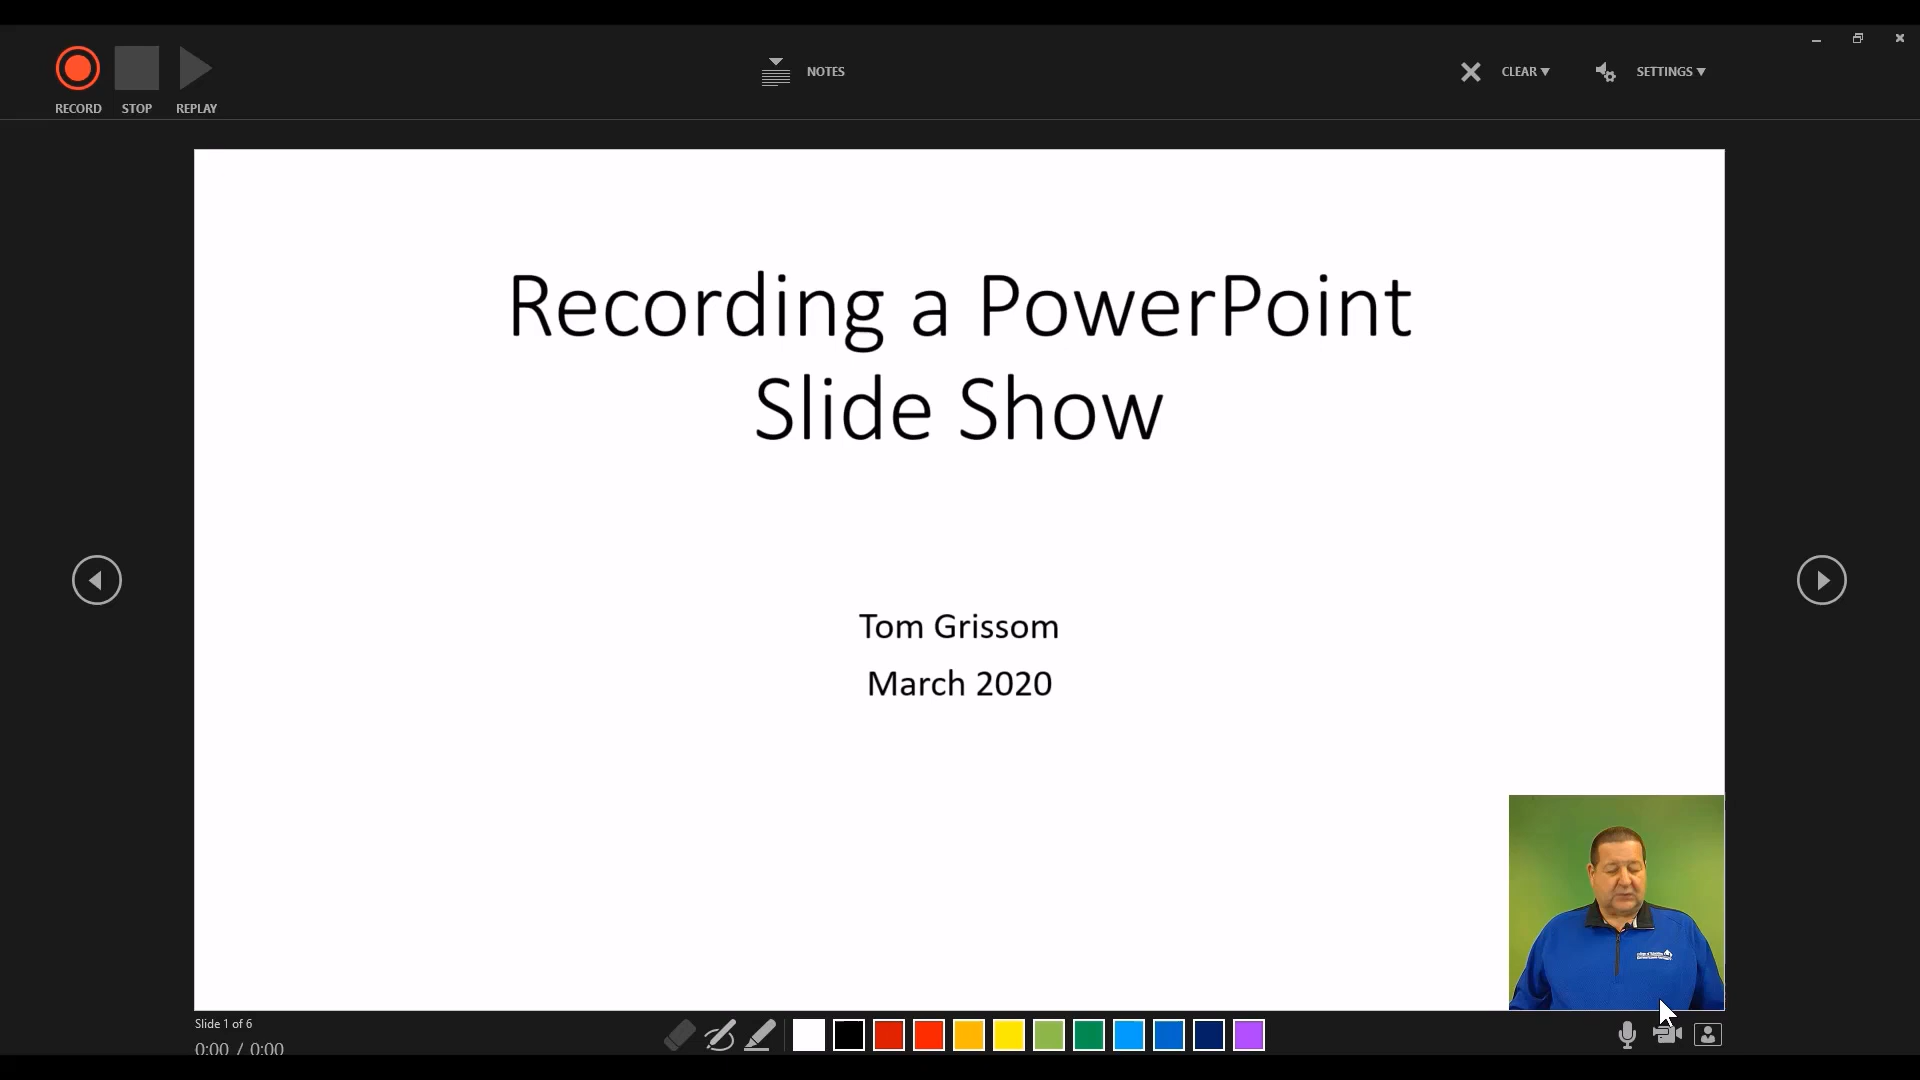 RECORD STOP REPLAY
NOTES
CLEAR
SETTINGS
Recording a PowerPoint
Slide Show
Tom Grissom
March 2020
Slide 1 of 6
0:00 / 0:00